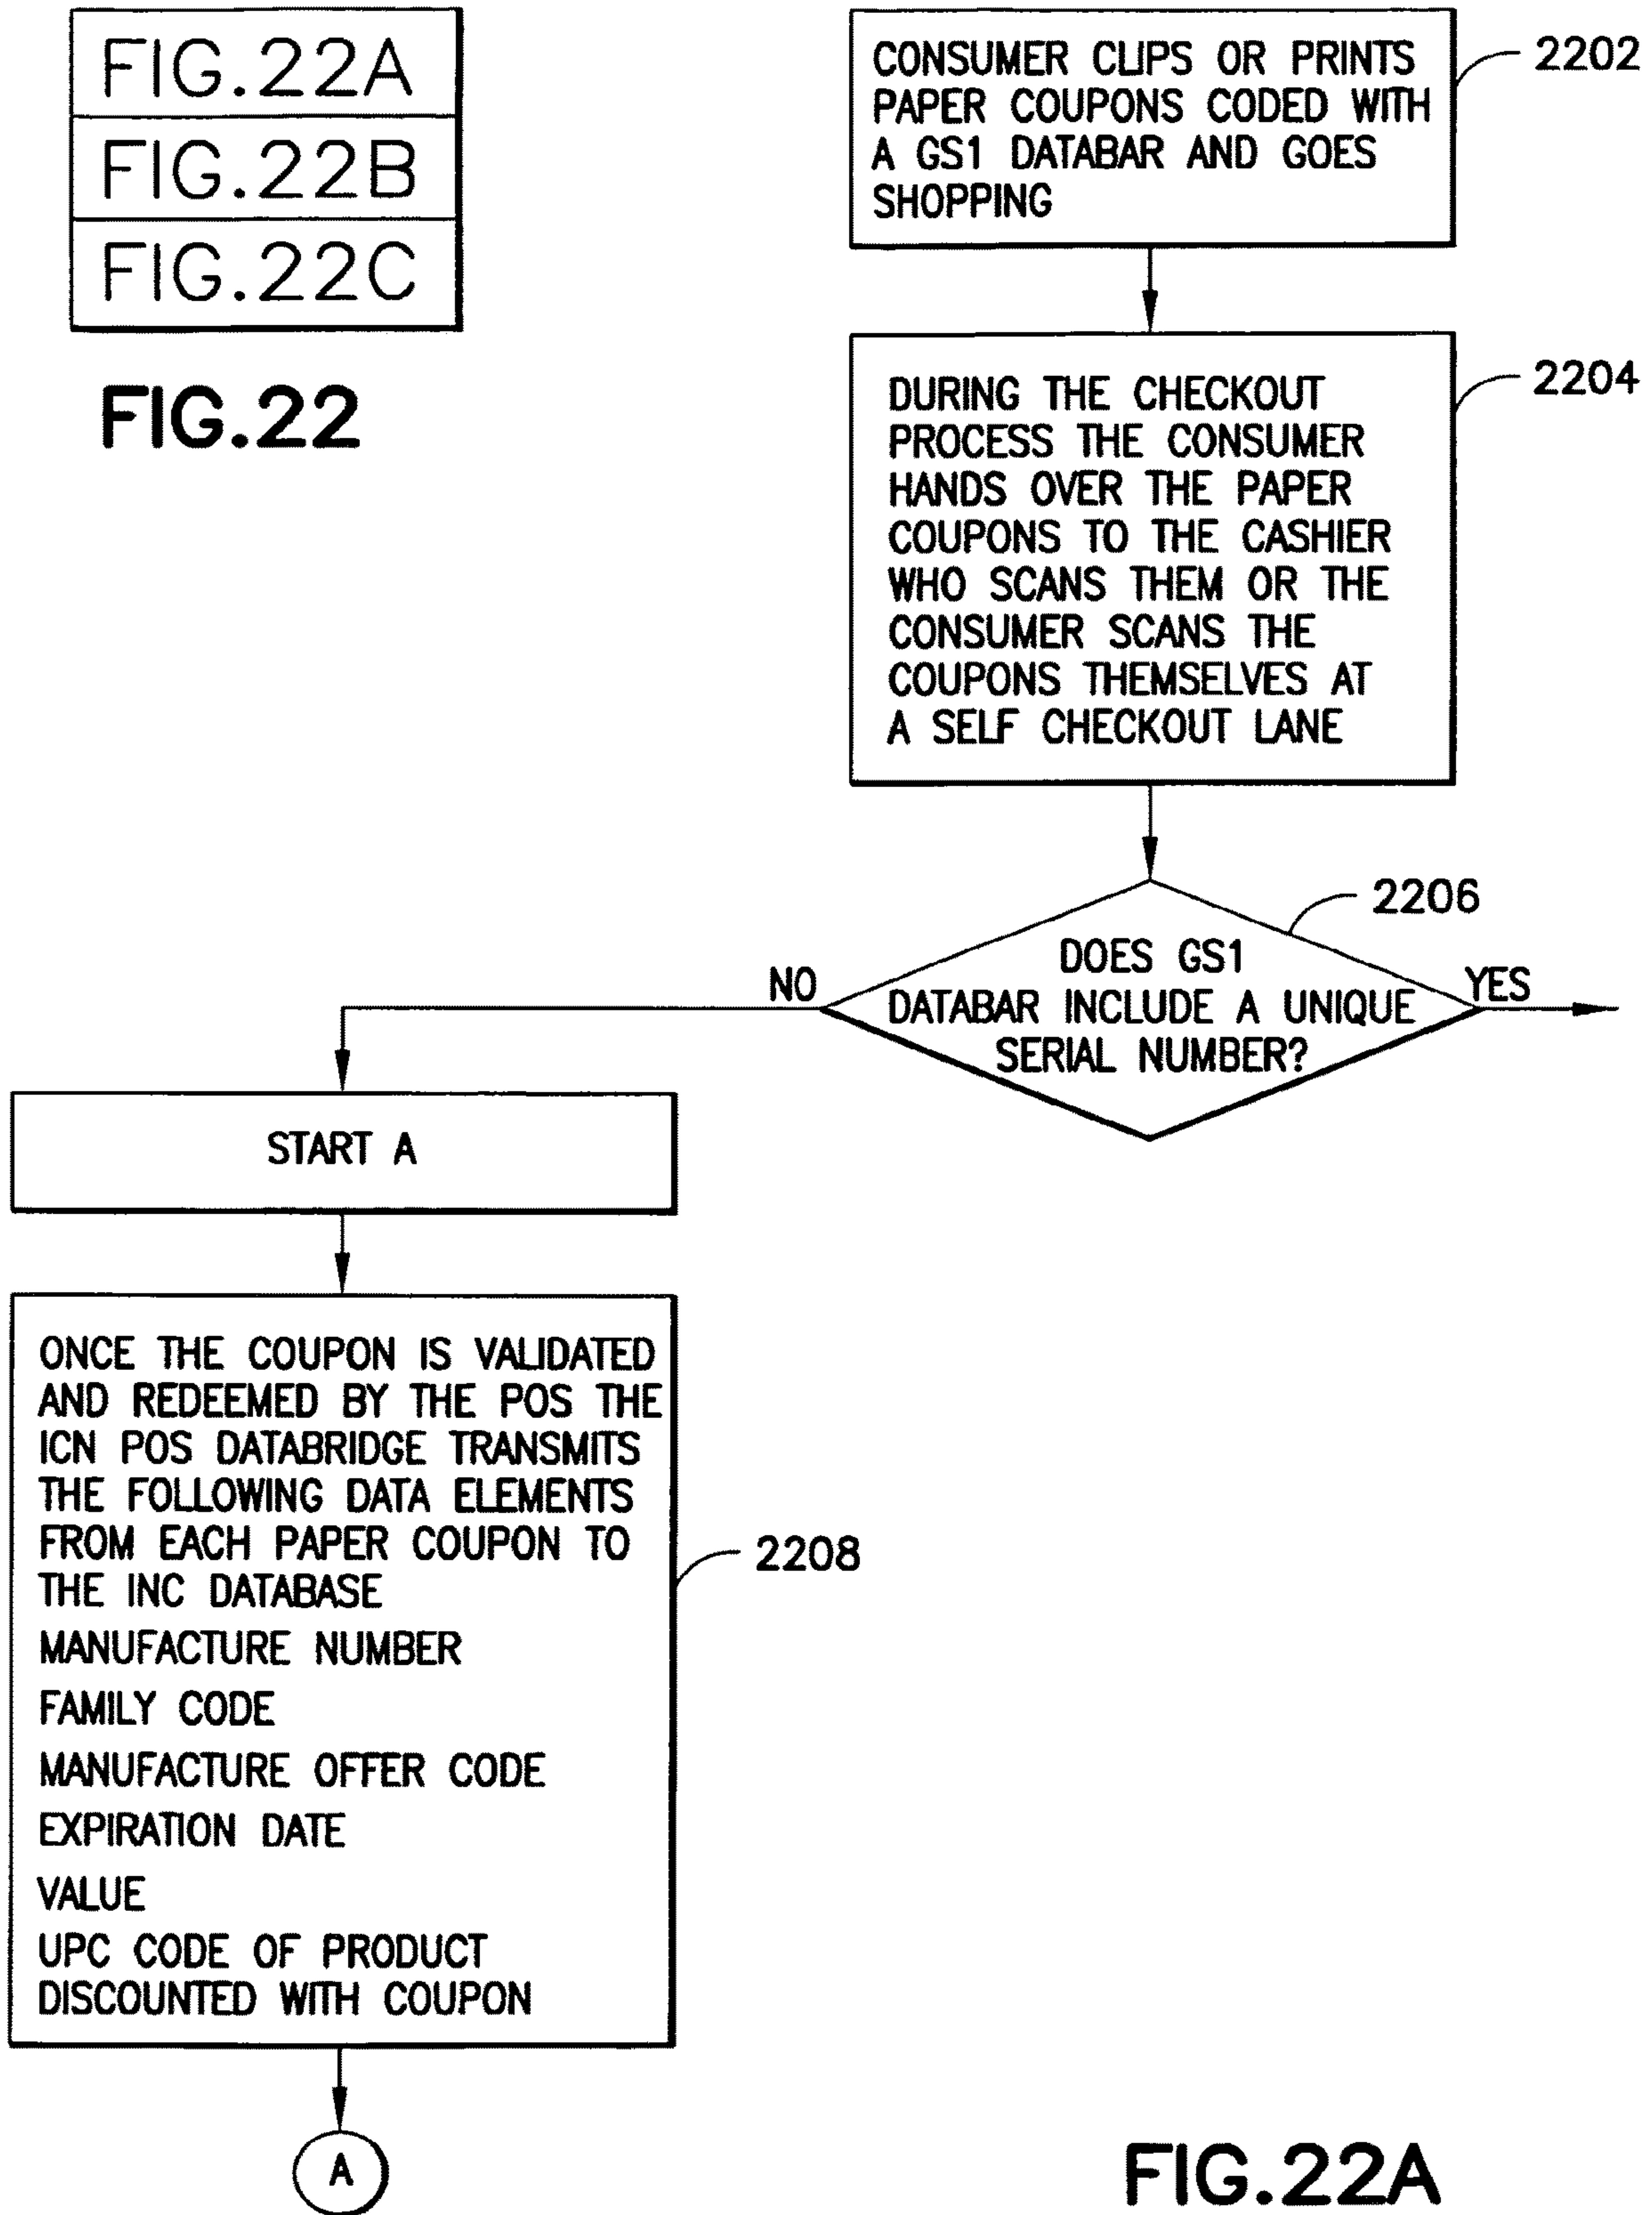 FIG.22A
FIG.22B
FIG.22C
FIG.22
CONSUMER CLIPS OR PRINTS
PAPER COUPONS CODED WITH
A GS1 DATABAR AND GOES
SHOPPING
2202
DURING THE CHECKOUT
PROCESS THE CONSUMER
HANDS OVER THE PAPER
COUPONS TO THE CASHIER
WHO SCANS THEM OR THE
CONSUMER SCANS THE
COUPONS THEMSELVES AT
A SELF CHECKOUT LANE
2204
2206
DOES GS1
DATABAR INCLUDE A UNIQUE
SERIAL NUMBER?
NO
YES
START A
ONCE THE COUPON IS VALIDATED
AND REDEEMED BY THE POS THE
ICN POS DATABRIDGE TRANSMITS
THE FOLLOWING DATA ELEMENTS
FROM EACH PAPER COUPON TO
THE INC DATABASE
MANUFACTURE NUMBER
FAMILY CODE
MANUFACTURE OFFER CODE
EXPIRATION DATE
VALUE
UPC CODE OF PRODUCT
DISCOUNTED WITH COUPON
2208
A
FIG.22A